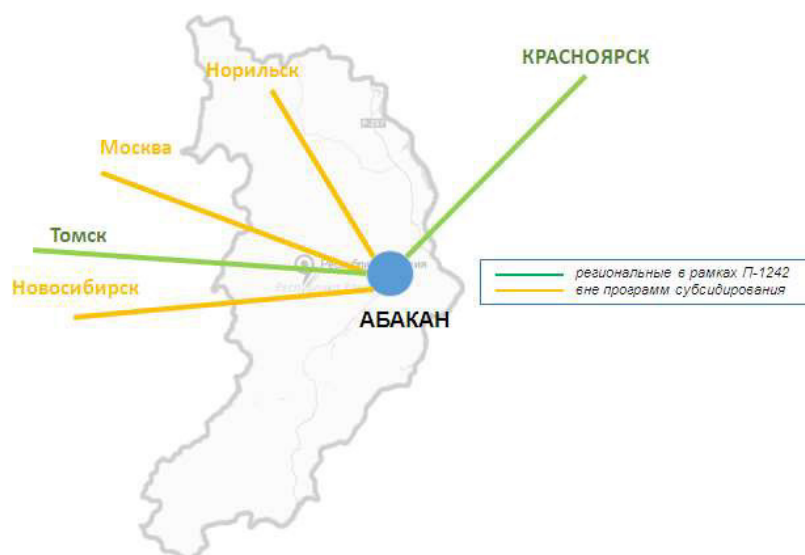 КРАСНОЯРСК
Норильск
Москва
Томск
Новосибирск
АБАКАН
региональные в рамках П-1242
вне программ субсидирования